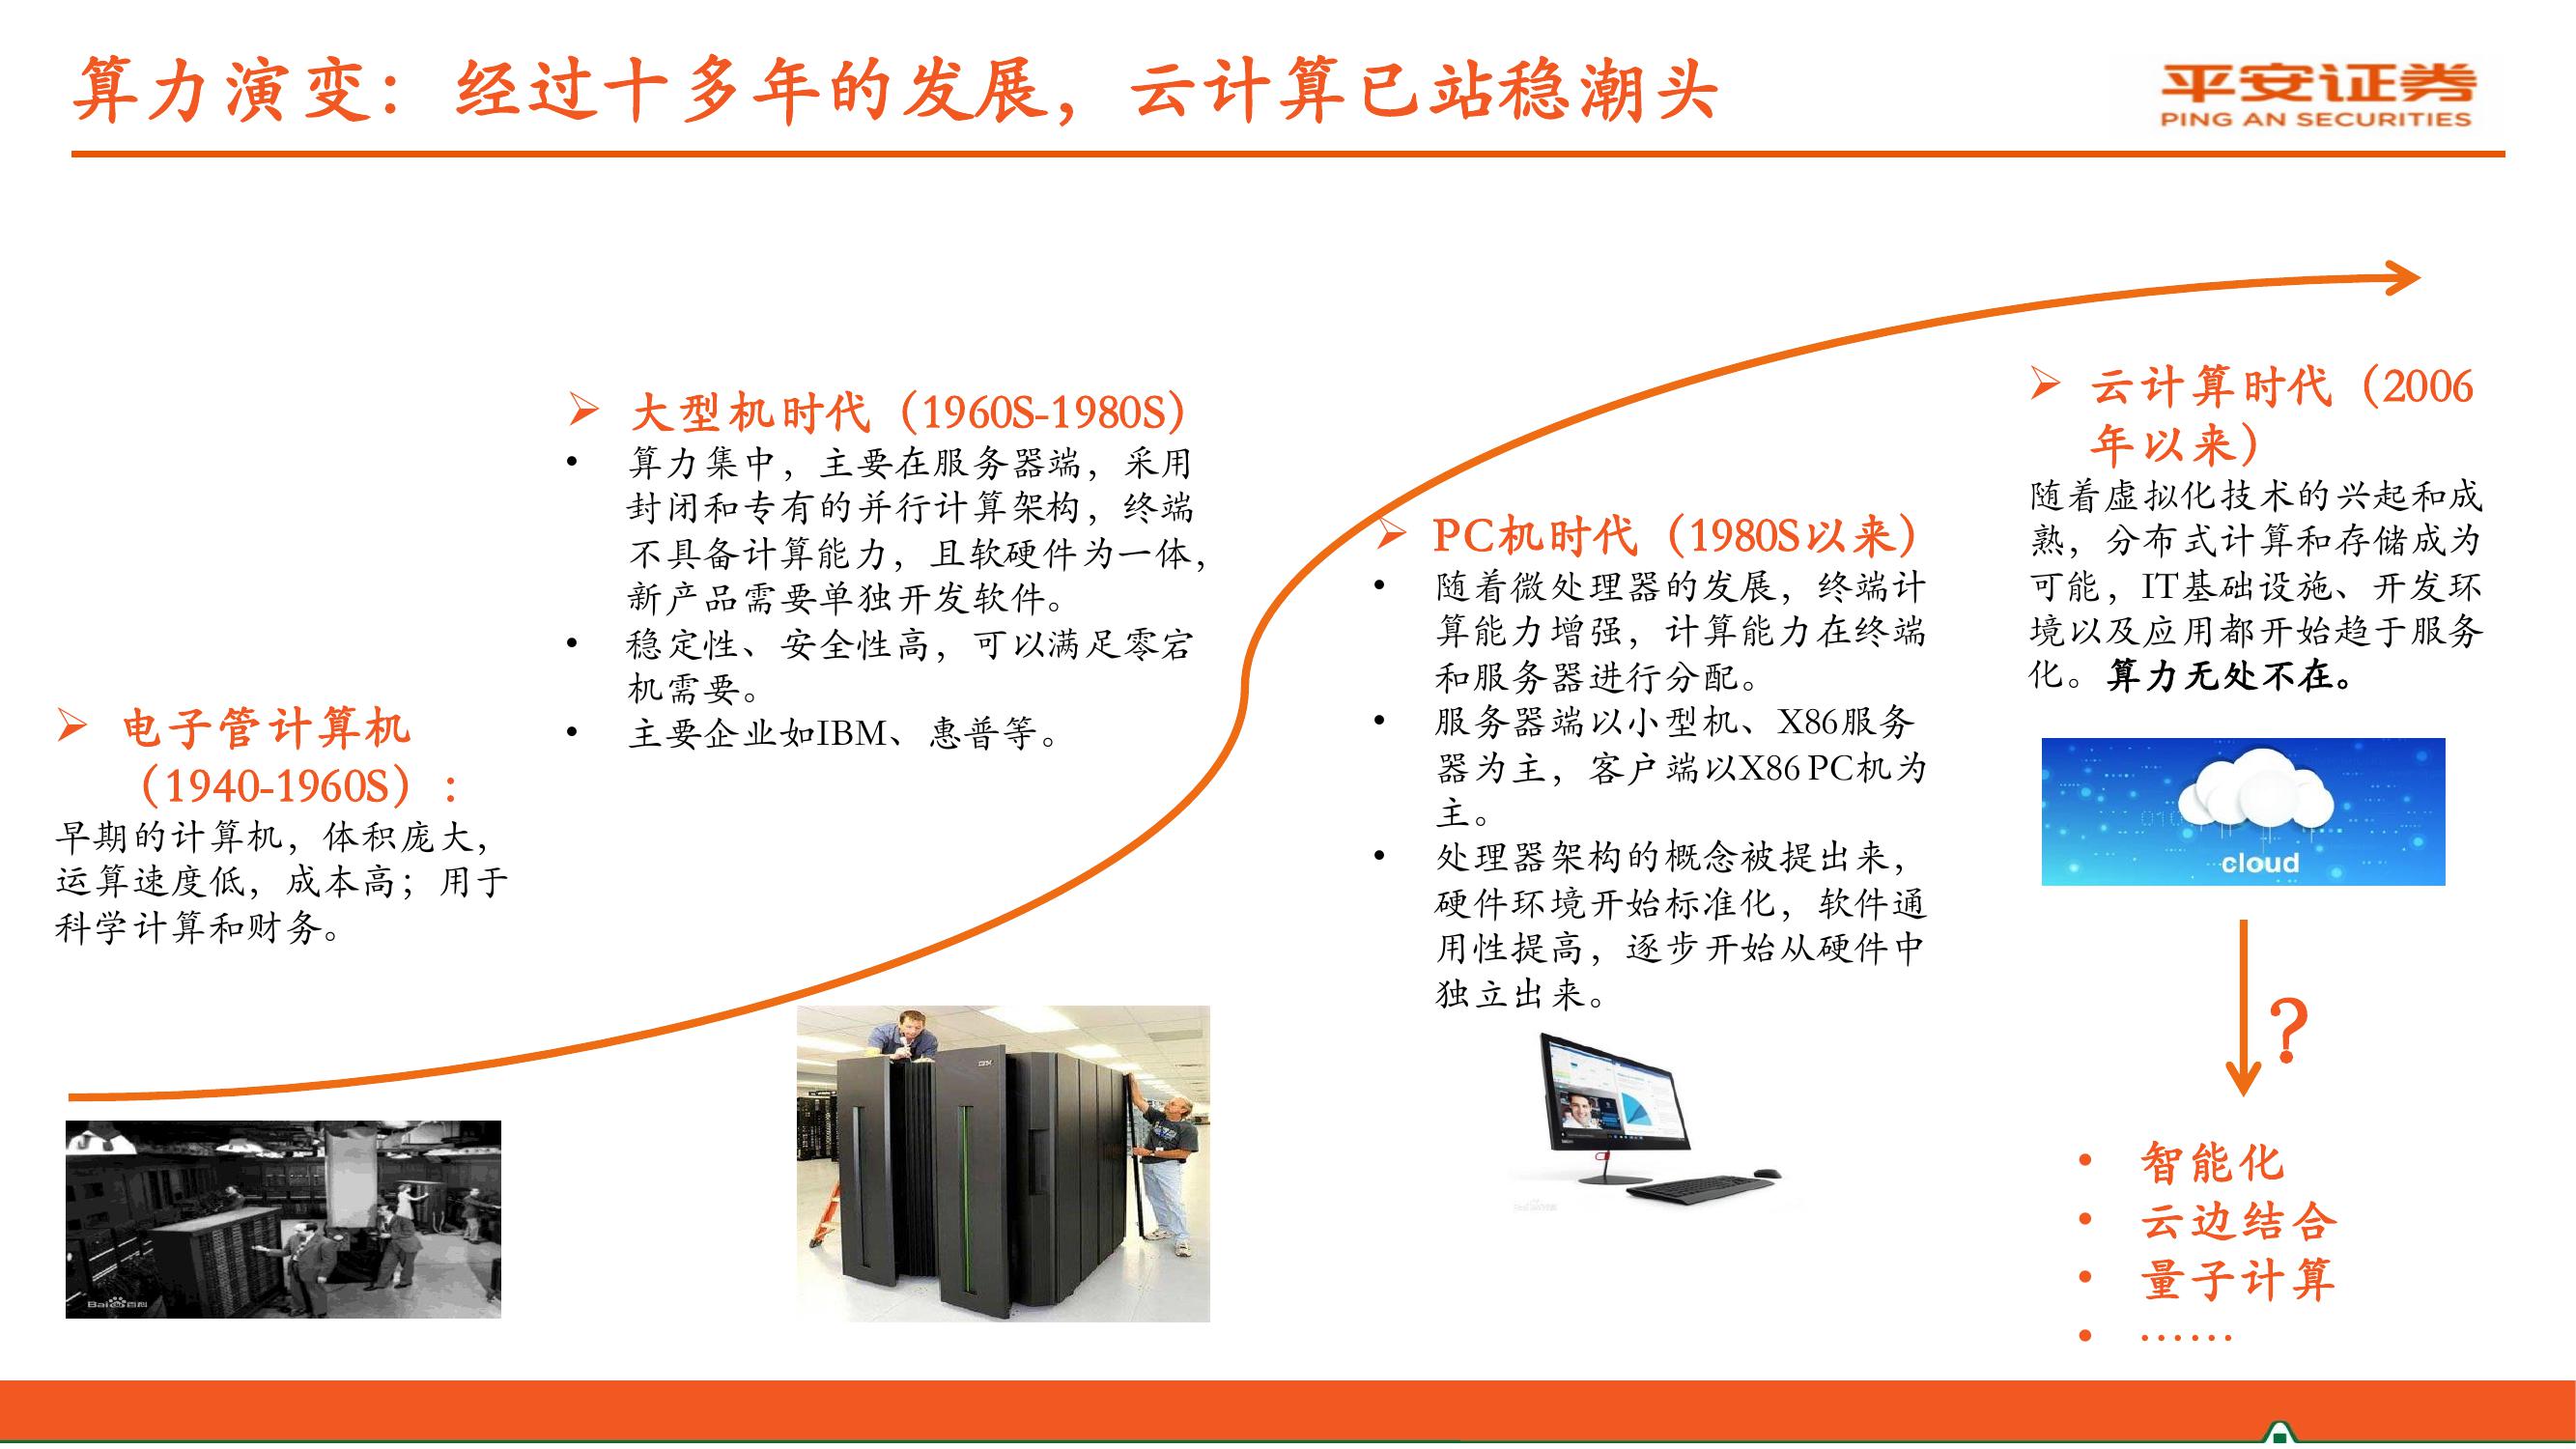 算力演变：经过十多年的发展，云计算已站稳潮头
平安证券
PING AN SECURITIES
➢ 电子管计算机
（1940-1960S）：
早期的计算机，体积庞大，
运算速度低，成本高；用于
科学计算和财务。
Baidu百科
➢ 大型机时代（1960S-1980S）
• 算力集中，主要在服务器端，采用
封闭和专有的并行计算架构，终端
不具备计算能力，且软硬件为一体，
新产品需要单独开发软件。
• 稳定性、安全性高，可以满足零宕
机需要。
• 主要企业如IBM、惠普等。
IBM
➢ PC机时代（1980S以来）
• 随着微处理器的发展，终端计
算能力增强，计算能力在终端
和服务器进行分配。
• 服务器端以小型机、X86服务
器为主，客户端以X86 PC机为
主。
• 处理器架构的概念被提出来，
硬件环境开始标准化，软件通
用性提高，逐步开始从硬件中
独立出来。
➢ 云计算时代（2006
年以来）
随着虚拟化技术的兴起和成
熟，分布式计算和存储成为
可能，IT基础设施、开发环
境以及应用都开始趋于服务
化。算力无处不在。
cloud
？
• 智能化
• 云边结合
• 量子计算
• ……